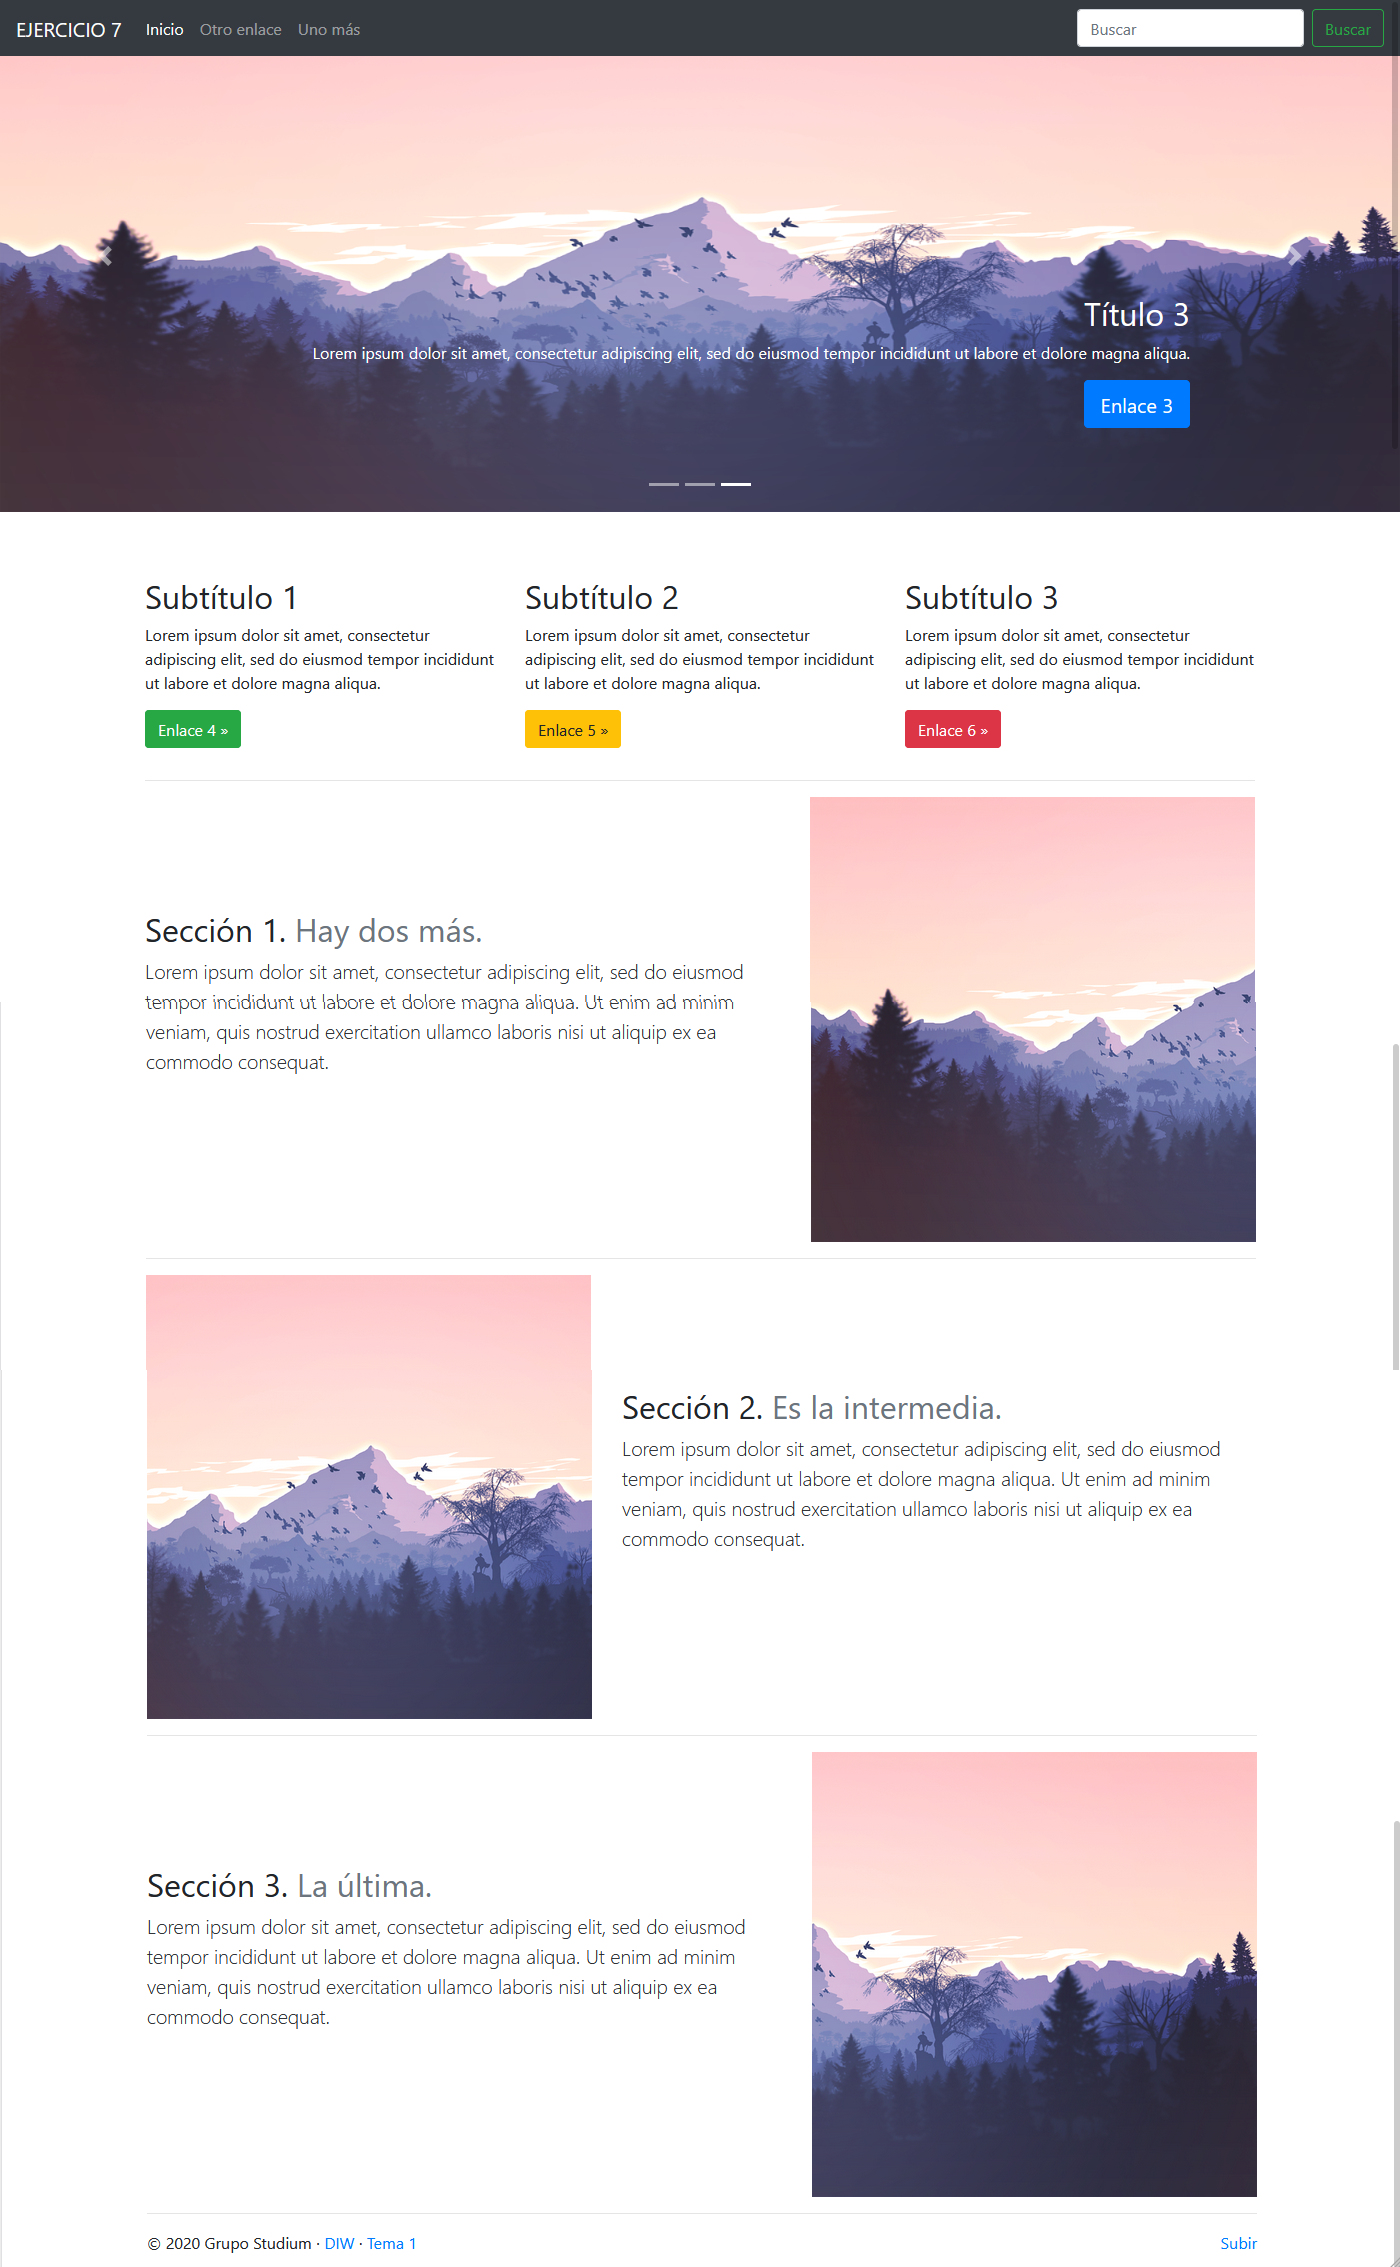 EJERCICIO 7 Inicio Otro enlace Uno más Buscar Buscar
Título 3
Lorem ipsum dolor sit amet, consectetur adipiscing elit, sed do eiusmod tempor incididunt ut labore et dolore magna aliqua.
Enlace 3
Subtítulo 1
Lorem ipsum dolor sit amet, consectetur
adipiscing elit, sed do eiusmod tempor incididunt
ut labore et dolore magna aliqua.
Enlace 4 »
Subtítulo 2
Lorem ipsum dolor sit amet, consectetur
adipiscing elit, sed do eiusmod tempor incididunt
ut labore et dolore magna aliqua.
Enlace 5 »
Subtítulo 3
Lorem ipsum dolor sit amet, consectetur
adipiscing elit, sed do eiusmod tempor incididunt
ut labore et dolore magna aliqua.
Enlace 6 »
Sección 1. Hay dos más.
Lorem ipsum dolor sit amet, consectetur adipiscing elit, sed do eiusmod
tempor incididunt ut labore et dolore magna aliqua. Ut enim ad minim
veniam, quis nostrud exercitation ullamco laboris nisi ut aliquip ex ea
commodo consequat.
Sección 2. Es la intermedia.
Lorem ipsum dolor sit amet, consectetur adipiscing elit, sed do eiusmod
tempor incididunt ut labore et dolore magna aliqua. Ut enim ad minim
veniam, quis nostrud exercitation ullamco laboris nisi ut aliquip ex ea
commodo consequat.
Sección 3. La última.
Lorem ipsum dolor sit amet, consectetur adipiscing elit, sed do eiusmod
tempor incididunt ut labore et dolore magna aliqua. Ut enim ad minim
veniam, quis nostrud exercitation ullamco laboris nisi ut aliquip ex ea
commodo consequat.
© 2020 Grupo Studium · DIW · Tema 1 Subir